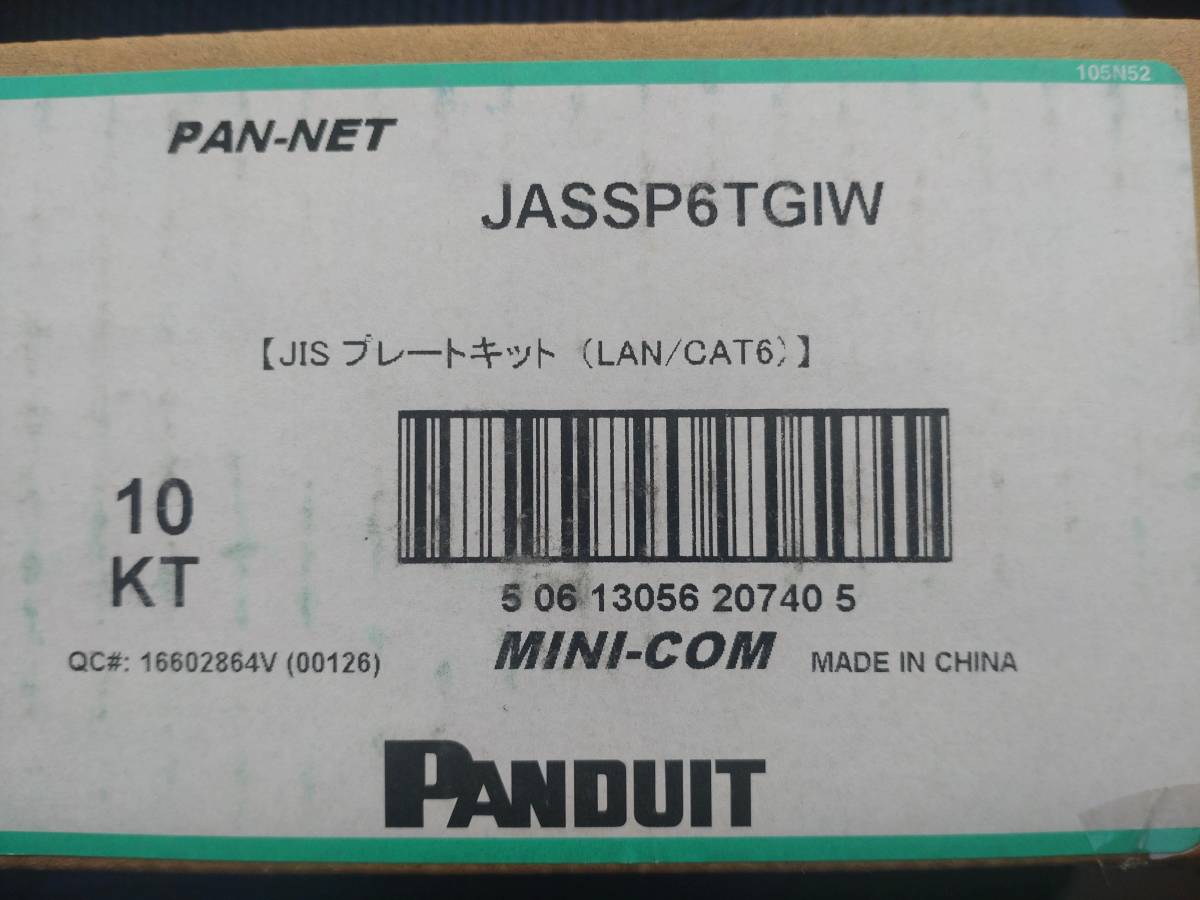 105N52
PAN-NET
JASSP6TGIW
【JIS プレートキット（LAN/CAT6）】
10
KT
5 06 13056 20740 5
QC#: 16602864V (00126)
MINI-COM
MADE IN CHINA
PANDUIT